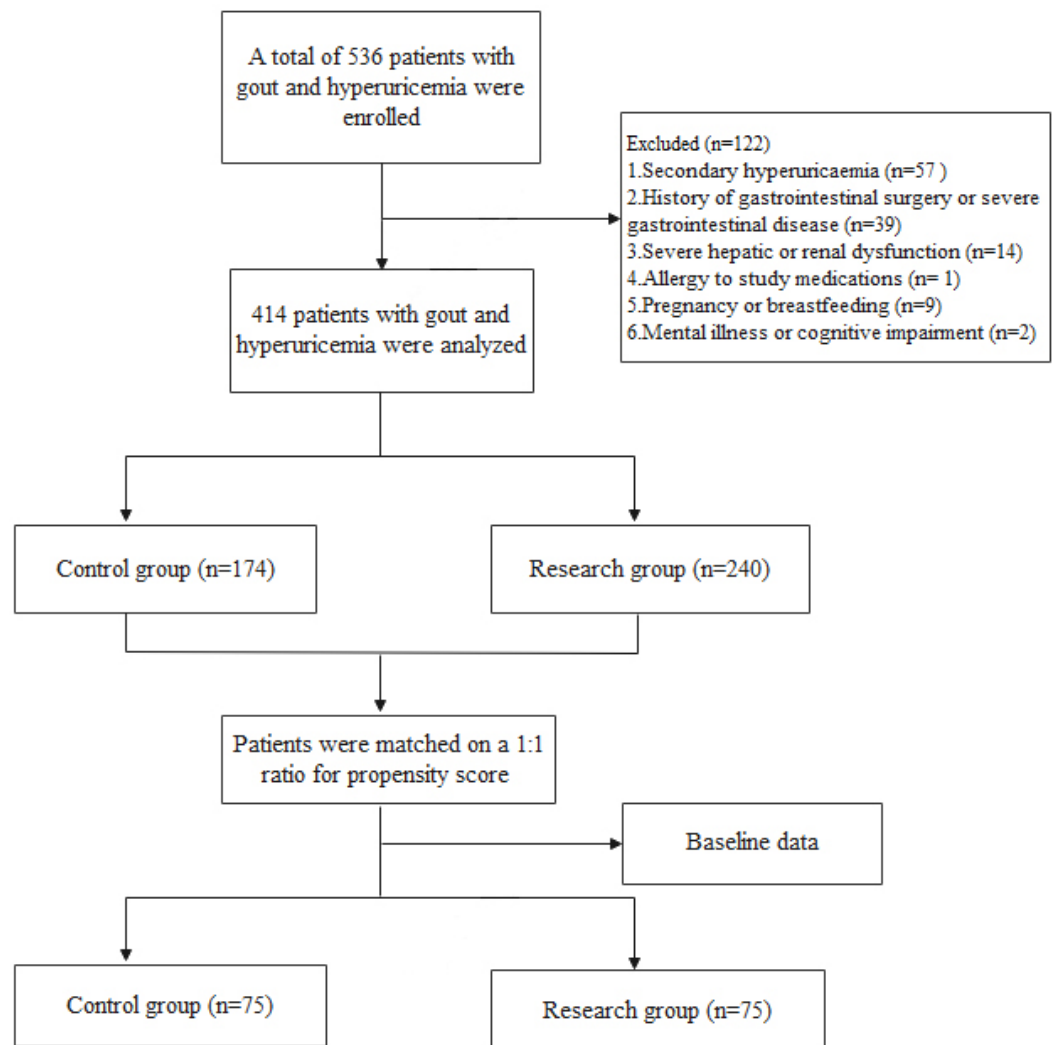 A total of 536 patients with
gout and hyperuricemia were
enrolled
Excluded (n=122)
1.Secondary hyperuricaemia (n=57 )
2.History of gastrointestinal surgery or severe
gastrointestinal disease (n=39)
3.Severe hepatic or renal dysfunction (n=14)
4.Allergy to study medications (n= 1)
5.Pregnancy or breastfeeding (n=9)
6.Mental illness or cognitive impairment (n=2)
414 patients with gout and
hyperuricemia were analyzed
Control group (n=174)
Research group (n=240)
Patients were matched on a 1:1
ratio for propensity score
Baseline data
Control group (n=75)
Research group (n=75)